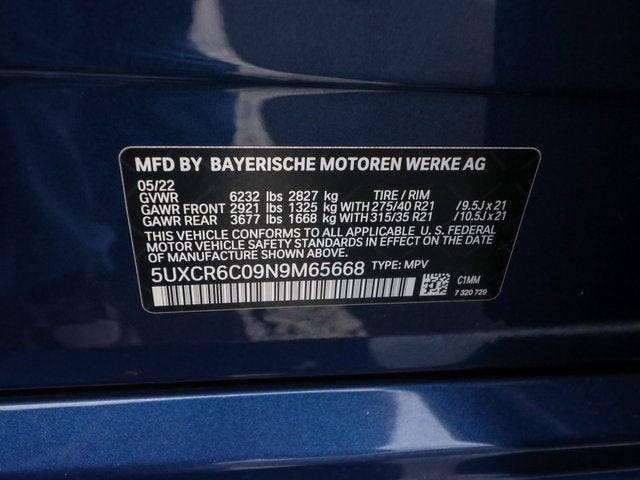 MFD BY BAYERISCHE MOTOREN WERKE AG
05/22
GVWR 6232 lbs 2827 kg TIRE / RIM
GAWR FRONT 2921 lbs 1325 kg WITH 275/40 R21 / 9.5J x 21
GAWR REAR 3677 lbs 1668 kg WITH 315/35 R21 / 10.5J x 21
THIS VEHICLE CONFORMS TO ALL APPLICABLE U. S. FEDERAL
MOTOR VEHICLE SAFETY STANDARDS IN EFFECT ON THE DATE OF
MANUFACTURE SHOWN ABOVE.
5UXCR6C09N9M65668 TYPE: MPV
C1MM
7 320 729